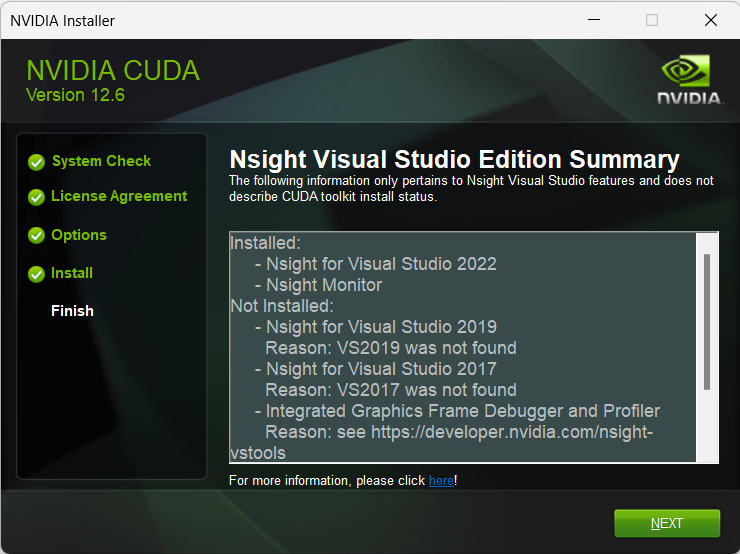 NVIDIA Installer
NVIDIA CUDA
Version 12.6
NVIDIA.
System Check
License Agreement
Options
Install
Finish
Nsight Visual Studio Edition Summary
The following information only pertains to Nsight Visual Studio features and does not
describe CUDA toolkit install status.
Installed:
- Nsight for Visual Studio 2022
- Nsight Monitor
Not Installed:
- Nsight for Visual Studio 2019
Reason: VS2019 was not found
- Nsight for Visual Studio 2017
Reason: VS2017 was not found
- Integrated Graphics Frame Debugger and Profiler
Reason: see https://developer.nvidia.com/nsight-
vstools
For more information, please click here!
NEXT